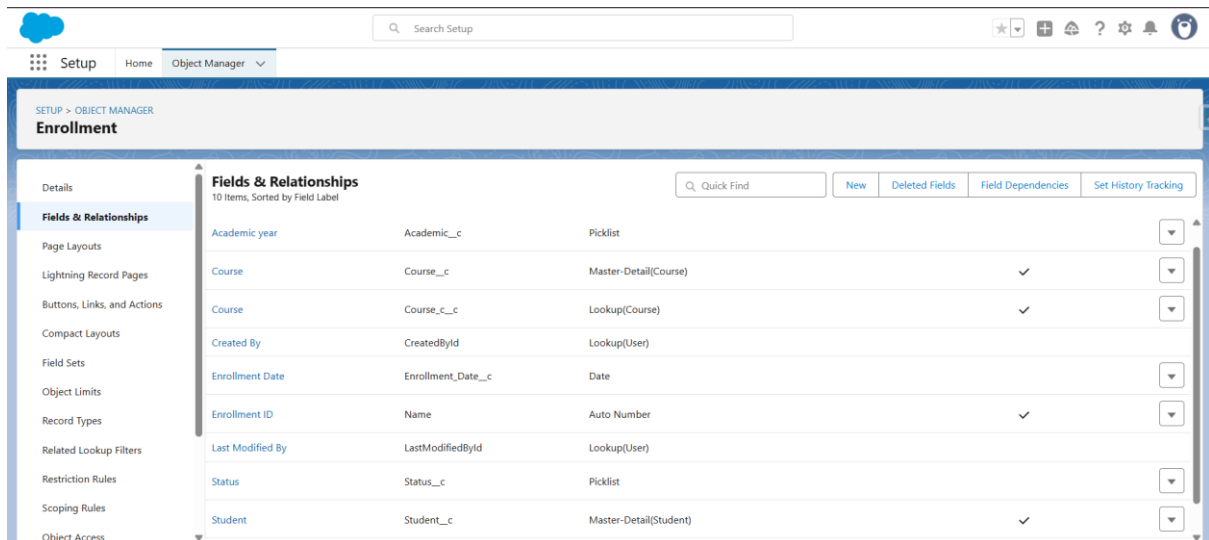 Search Setup
Setup Home Object Manager
SETUP > OBJECT MANAGER
Enrollment
Details
Fields & Relationships
Page Layouts
Lightning Record Pages
Buttons, Links, and Actions
Compact Layouts
Field Sets
Object Limits
Record Types
Related Lookup Filters
Restriction Rules
Scoping Rules
Object Access
Fields & Relationships
10 Items, Sorted by Field Label
Quick Find New Deleted Fields Field Dependencies Set History Tracking
Academic year Academic__c Picklist
Course Course__c Master-Detail(Course)
Course Course_c__c Lookup(Course)
Created By CreatedById Lookup(User)
Enrollment Date Enrollment_Date__c Date
Enrollment ID Name Auto Number
Last Modified By LastModifiedById Lookup(User)
Status Status__c Picklist
Student Student__c Master-Detail(Student)